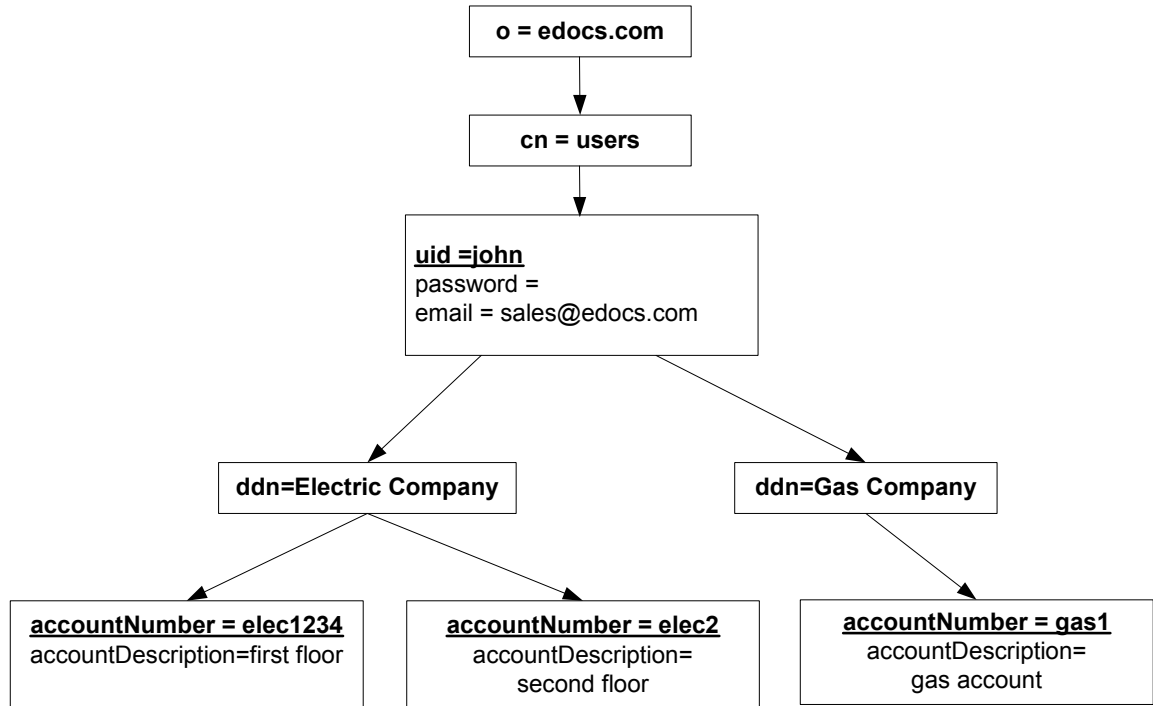 o = edocs.com
cn = users
uid =john
password =
email = sales@edocs.com
ddn=Electric Company
ddn=Gas Company
accountNumber = elec1234
accountDescription=first floor
accountNumber = elec2
accountDescription=
second floor
accountNumber = gas1
accountDescription=
gas account